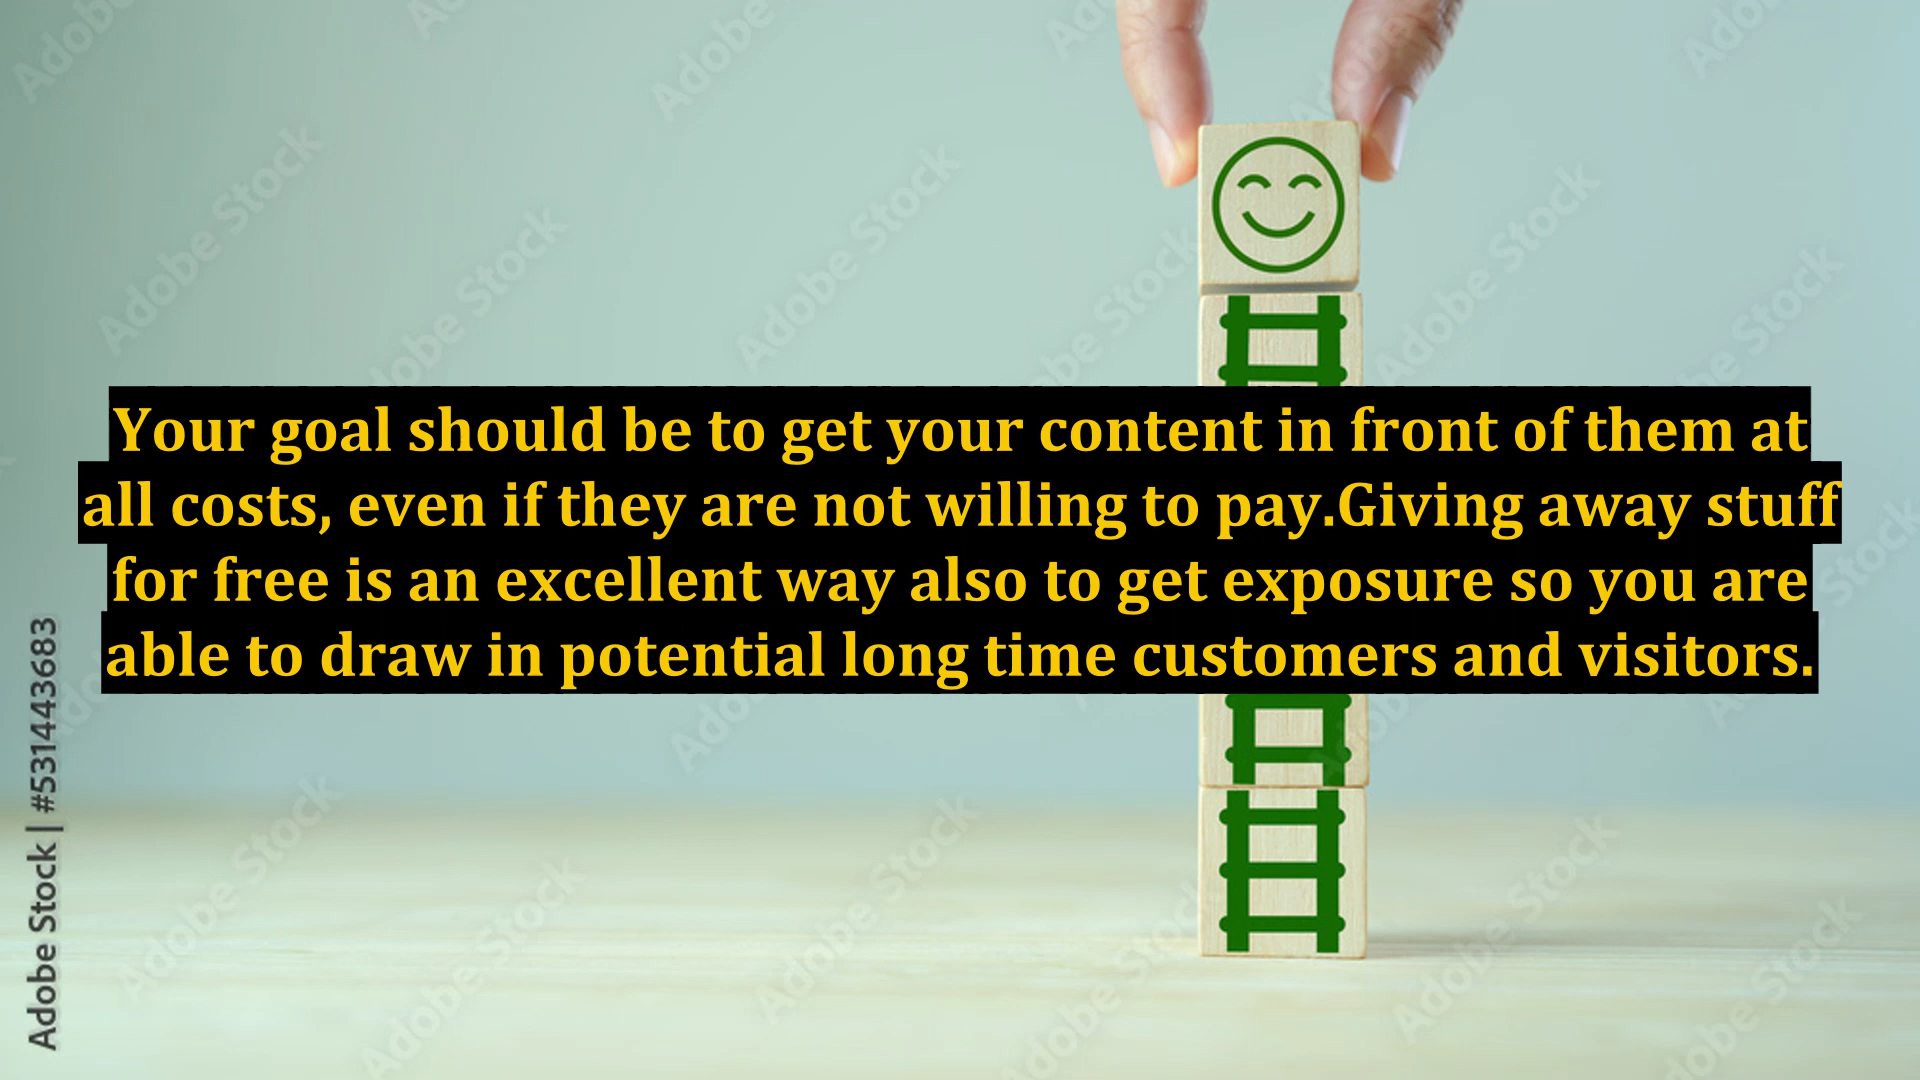 Your goal should be to get your content in front of them at
all costs, even if they are not willing to pay.Giving away stuff
for free is an excellent way also to get exposure so you are
able to draw in potential long time customers and visitors.
Adobe Stock | #531443683
Adobe Stock